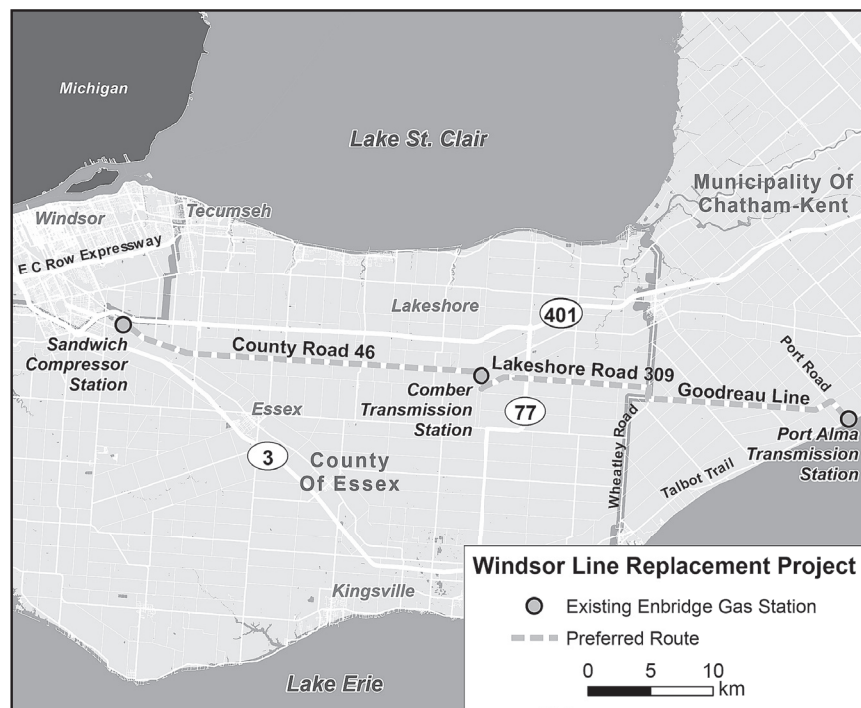 Michigan
Lake St. Clair
Municipality Of
Chatham-Kent
Windsor
Tecumseh
E C Row Expressway
Lakeshore
401
Sandwich
Compressor
Station
County Road 46
Lakeshore Road 309
Port Road
Comber
Transmission
Station
Goodreau Line
77
Essex
Port Alma
Transmission
Station
3
County
Of Essex
Wheatley Road
Talbot Trail
Kingsville
Lake Erie
Windsor Line Replacement Project
Existing Enbridge Gas Station
Preferred Route
0 5 10
km